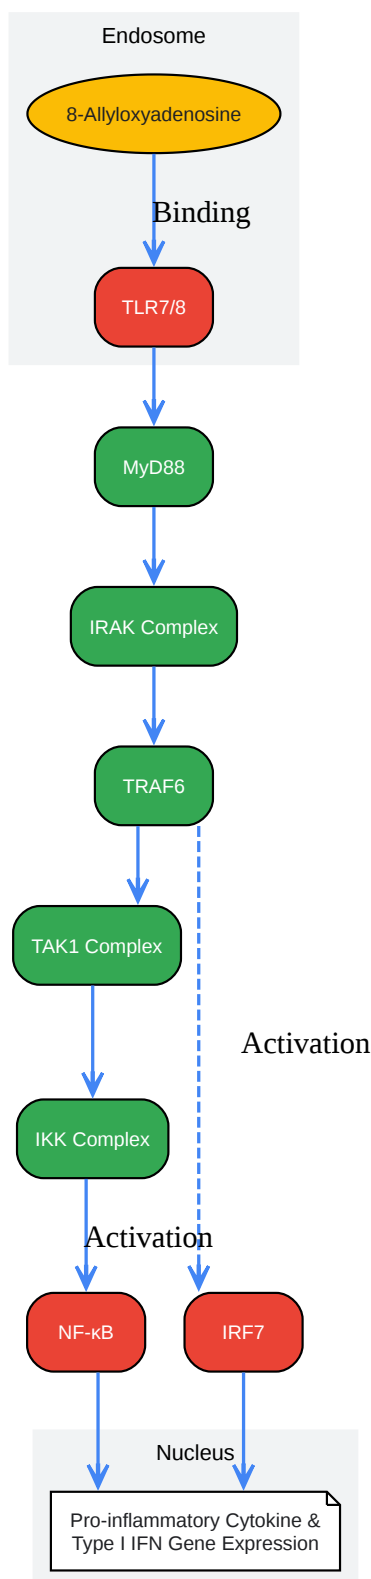 Endosome
8-Allyloxyadenosine
Binding
TLR7/8
MyD88
IRAK Complex
TRAF6
TAK1 Complex
Activation
IKK Complex
Activation
NF-κB
IRF7
Nucleus
Pro-inflammatory Cytokine &
Type I IFN Gene Expression